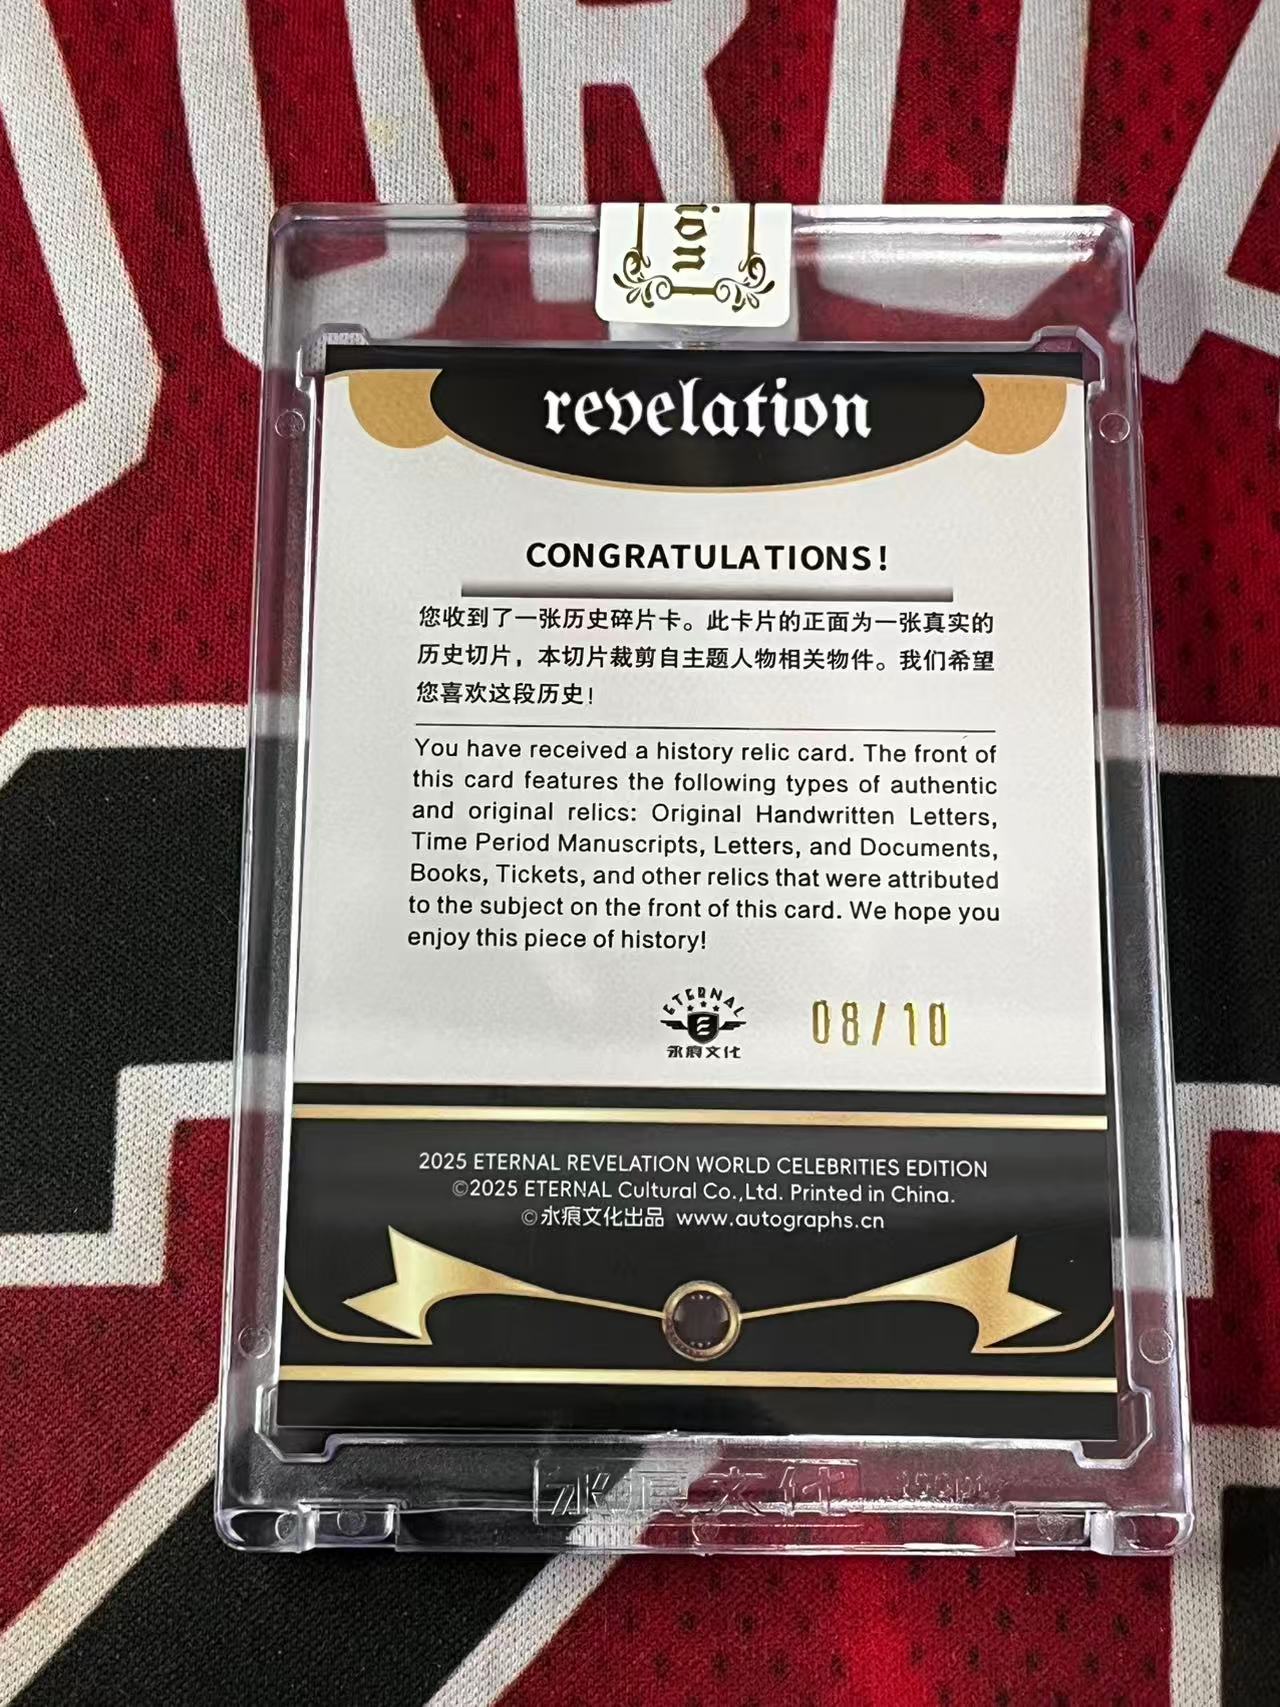 ion
revelation
CONGRATULATIONS!
您收到了一张历史碎片卡。此卡片的正面为一张真实的
历史切片，本切片裁剪自主题人物相关物件。我们希望
您喜欢这段历史！
You have received a history relic card. The front of
this card features the following types of authentic
and original relics: Original Handwritten Letters,
Time Period Manuscripts, Letters, and Documents,
Books, Tickets, and other relics that were attributed
to the subject on the front of this card. We hope you
enjoy this piece of history!
ETERNAL
永痕文化
08/10
2025 ETERNAL REVELATION WORLD CELEBRITIES EDITION
©2025 ETERNAL Cultural Co.,Ltd. Printed in China.
©永痕文化出品 www.autographs.cn
永痕文化